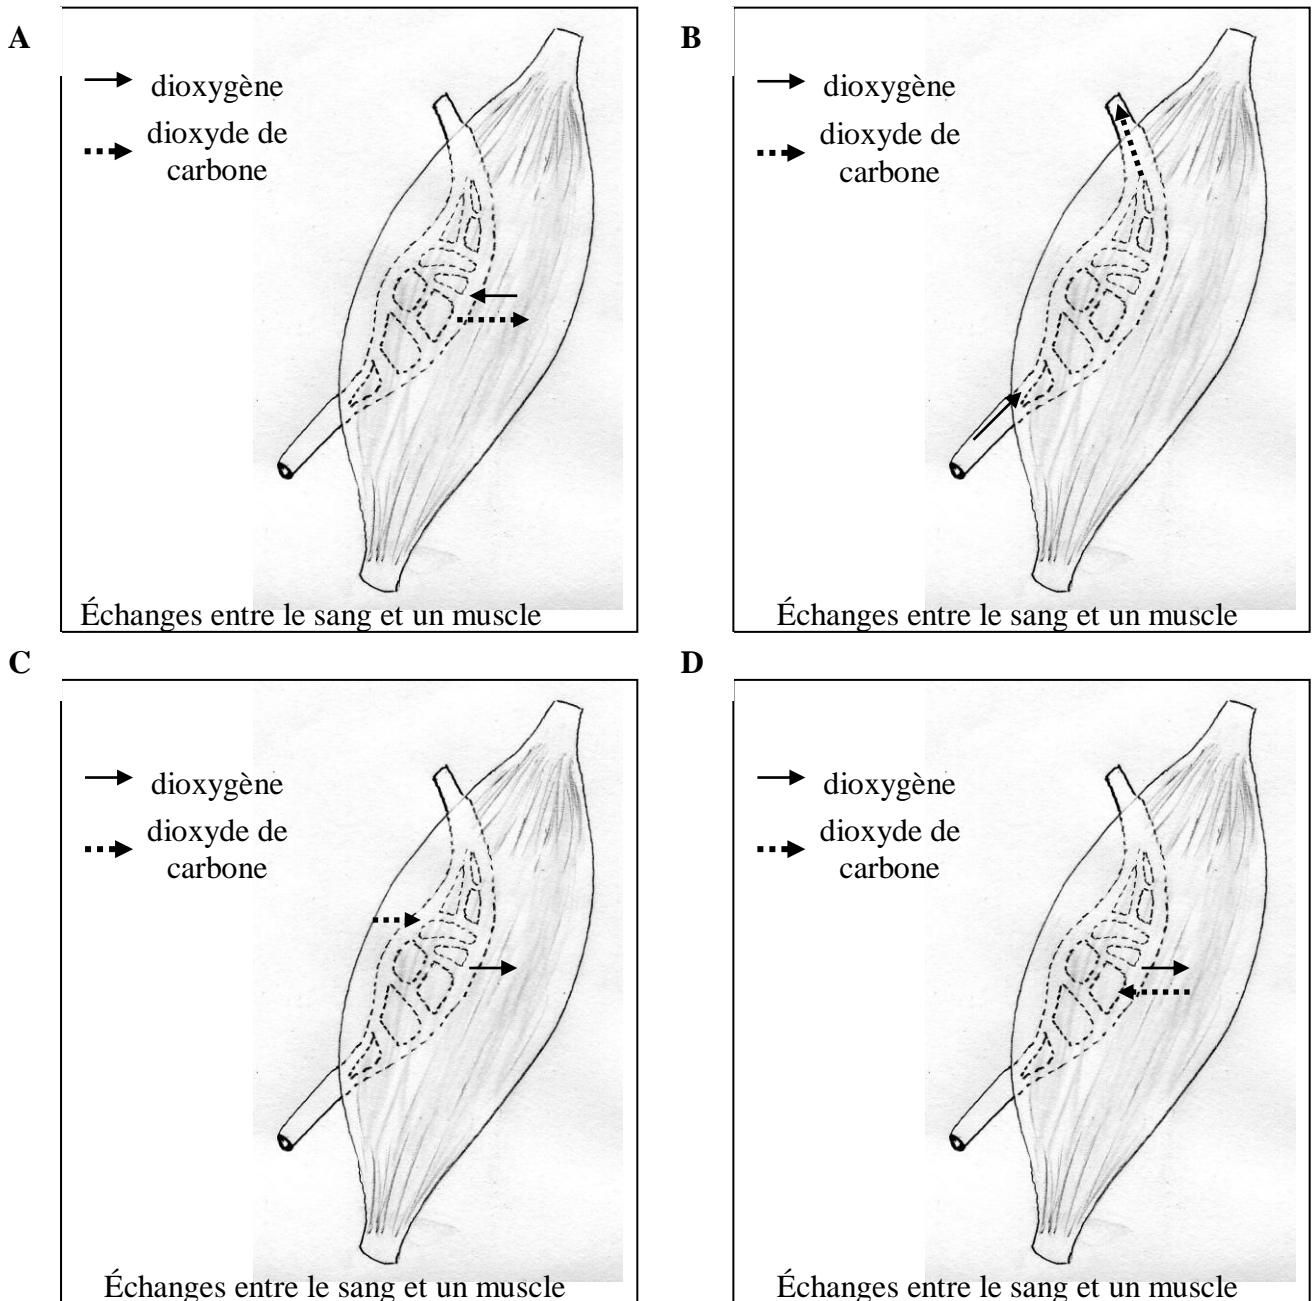 A
dioxygène
dioxyde de
carbone
Échanges entre le sang et un muscle
B
dioxygène
dioxyde de
carbone
Échanges entre le sang et un muscle
C
dioxygène
dioxyde de
carbone
Échanges entre le sang et un muscle
D
dioxygène
dioxyde de
carbone
Échanges entre le sang et un muscle